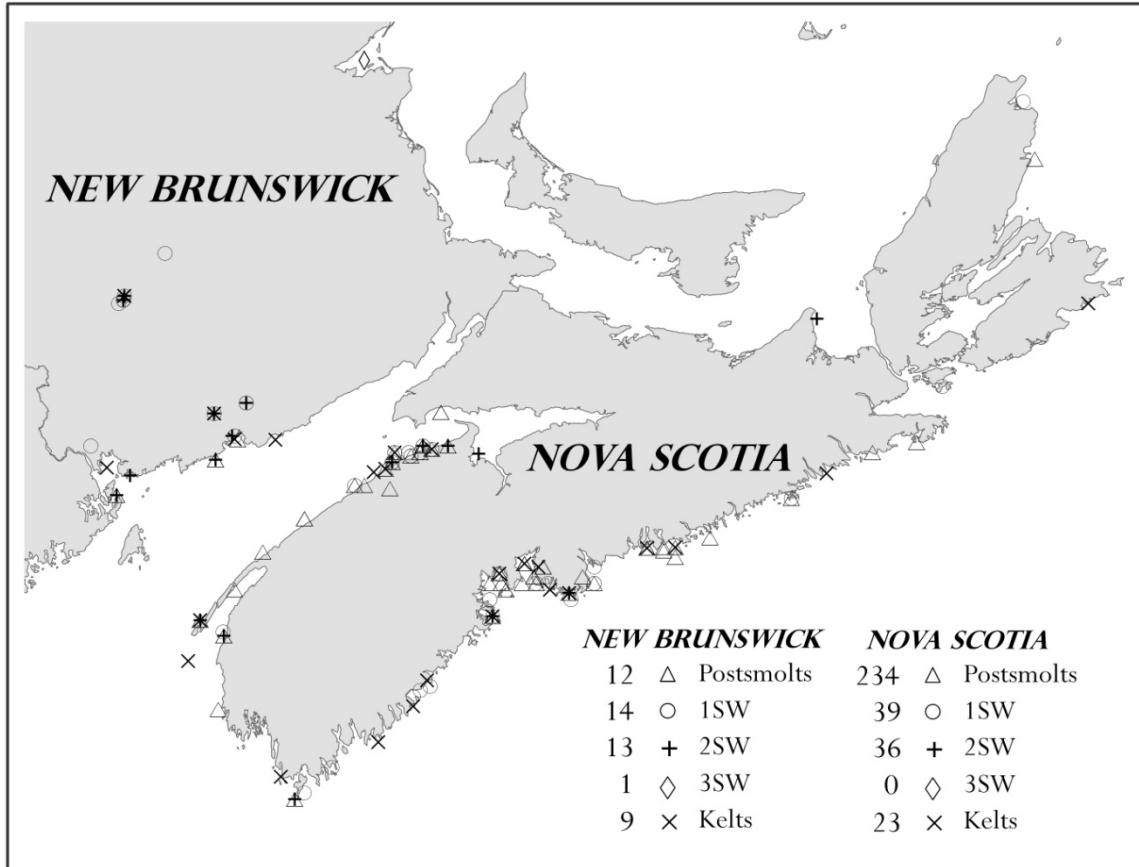 NEW BRUNSWICK
NOVA SCOTIA
NEW BRUNSWICK NOVA SCOTIA
12 △ Postsmolts 234 △ Postsmolts
14 ○ 1SW 39 ○ 1SW
13 + 2SW 36 + 2SW
1 ◇ 3SW 0 ◇ 3SW
9 × Kelts 23 × Kelts